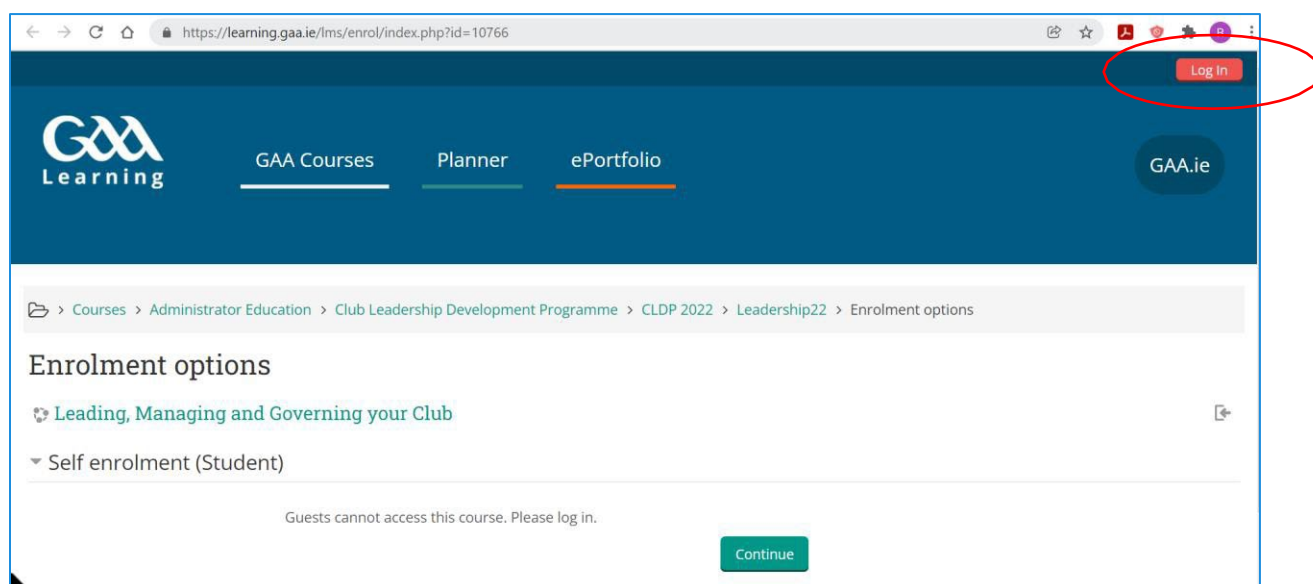 https://learning.gaa.ie/lms/enrol/index.php?id=10766
Log In
GAA
Learning
GAA Courses
Planner
ePortfolio
GAA.ie
> Courses > Administrator Education > Club Leadership Development Programme > CLDP 2022 > Leadership22 > Enrolment options
Enrolment options
Leading, Managing and Governing your Club
Self enrolment (Student)
Guests cannot access this course. Please log in.
Continue